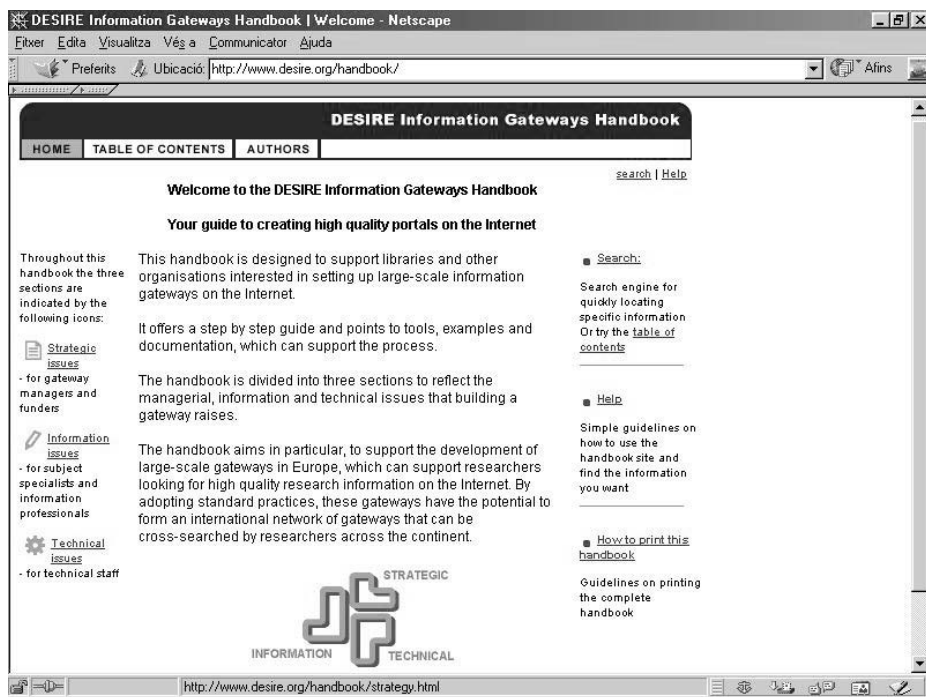 DESIRE Information Gateways Handbook | Welcome - Netscape
Fitxer Edita Visualitza Vés a Communicator Ajuda
Preferits Ubicació: http://www.desire.org/handbook/ Afins
DESIRE Information Gateways Handbook
HOME TABLE OF CONTENTS AUTHORS
search | Help
Welcome to the DESIRE Information Gateways Handbook
Your guide to creating high quality portals on the Internet
Throughout this
handbook the three
sections are
indicated by the
following icons:
Strategic
issues
- for gateway
managers and
funders
Information
issues
- for subject
specialists and
information
professionals
Technical
issues
- for technical staff
This handbook is designed to support libraries and other
organisations interested in setting up large-scale information
gateways on the Internet.
It offers a step by step guide and points to tools, examples and
documentation, which can support the process.
The handbook is divided into three sections to reflect the
managerial, information and technical issues that building a
gateway raises.
The handbook aims in particular, to support the development of
large-scale gateways in Europe, which can support researchers
looking for high quality research information on the Internet. By
adopting standard practices, these gateways have the potential to
form an international network of gateways that can be
cross-searched by researchers across the continent.
STRATEGIC
INFORMATION
TECHNICAL
Search:
Search engine for
quickly locating
specific information
Or try the table of
contents
Help
Simple guidelines on
how to use the
handbook site and
find the information
you want
How to print this
handbook
Guidelines on printing
the complete
handbook
http://www.desire.org/handbook/strategy.html